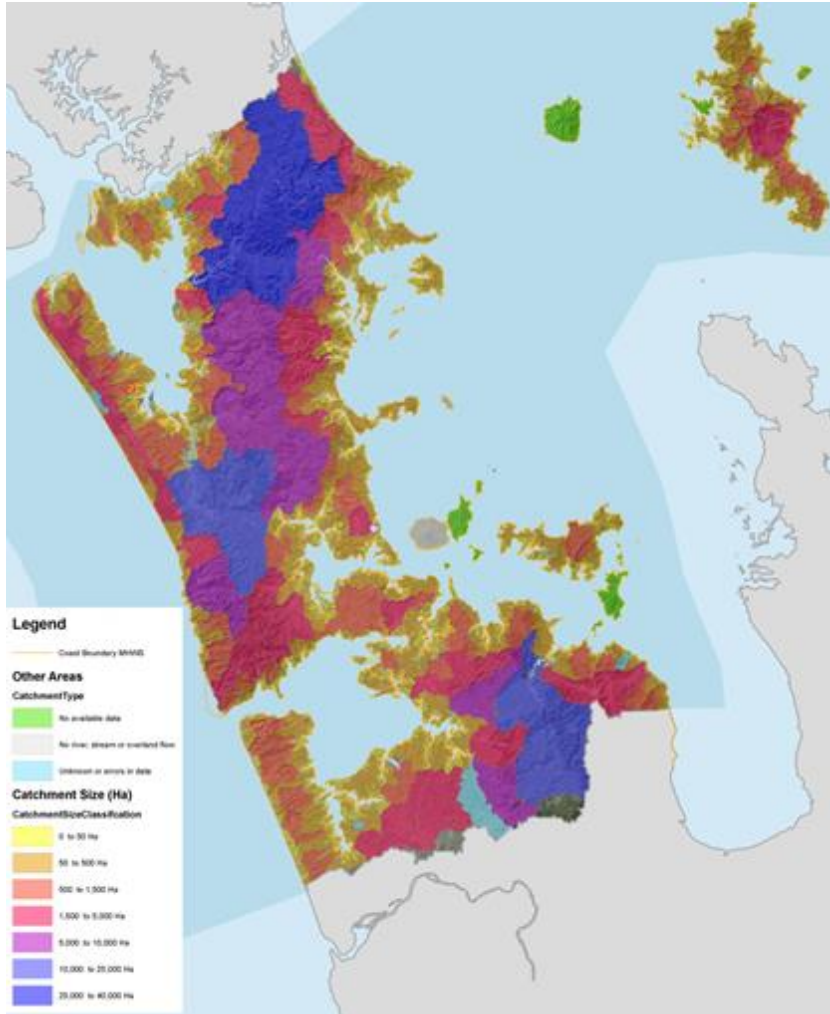 Legend
Coast Boundary MHWS
Other Areas
CatchmentType
No available data
No river, stream or overland flow
Unknown or errors in data
Catchment Size (Ha)
CatchmentSizeClassification
0 to 50 Ha
50 to 500 Ha
500 to 1,500 Ha
1,500 to 5,000 Ha
5,000 to 10,000 Ha
10,000 to 25,000 Ha
25,000 to 40,000 Ha